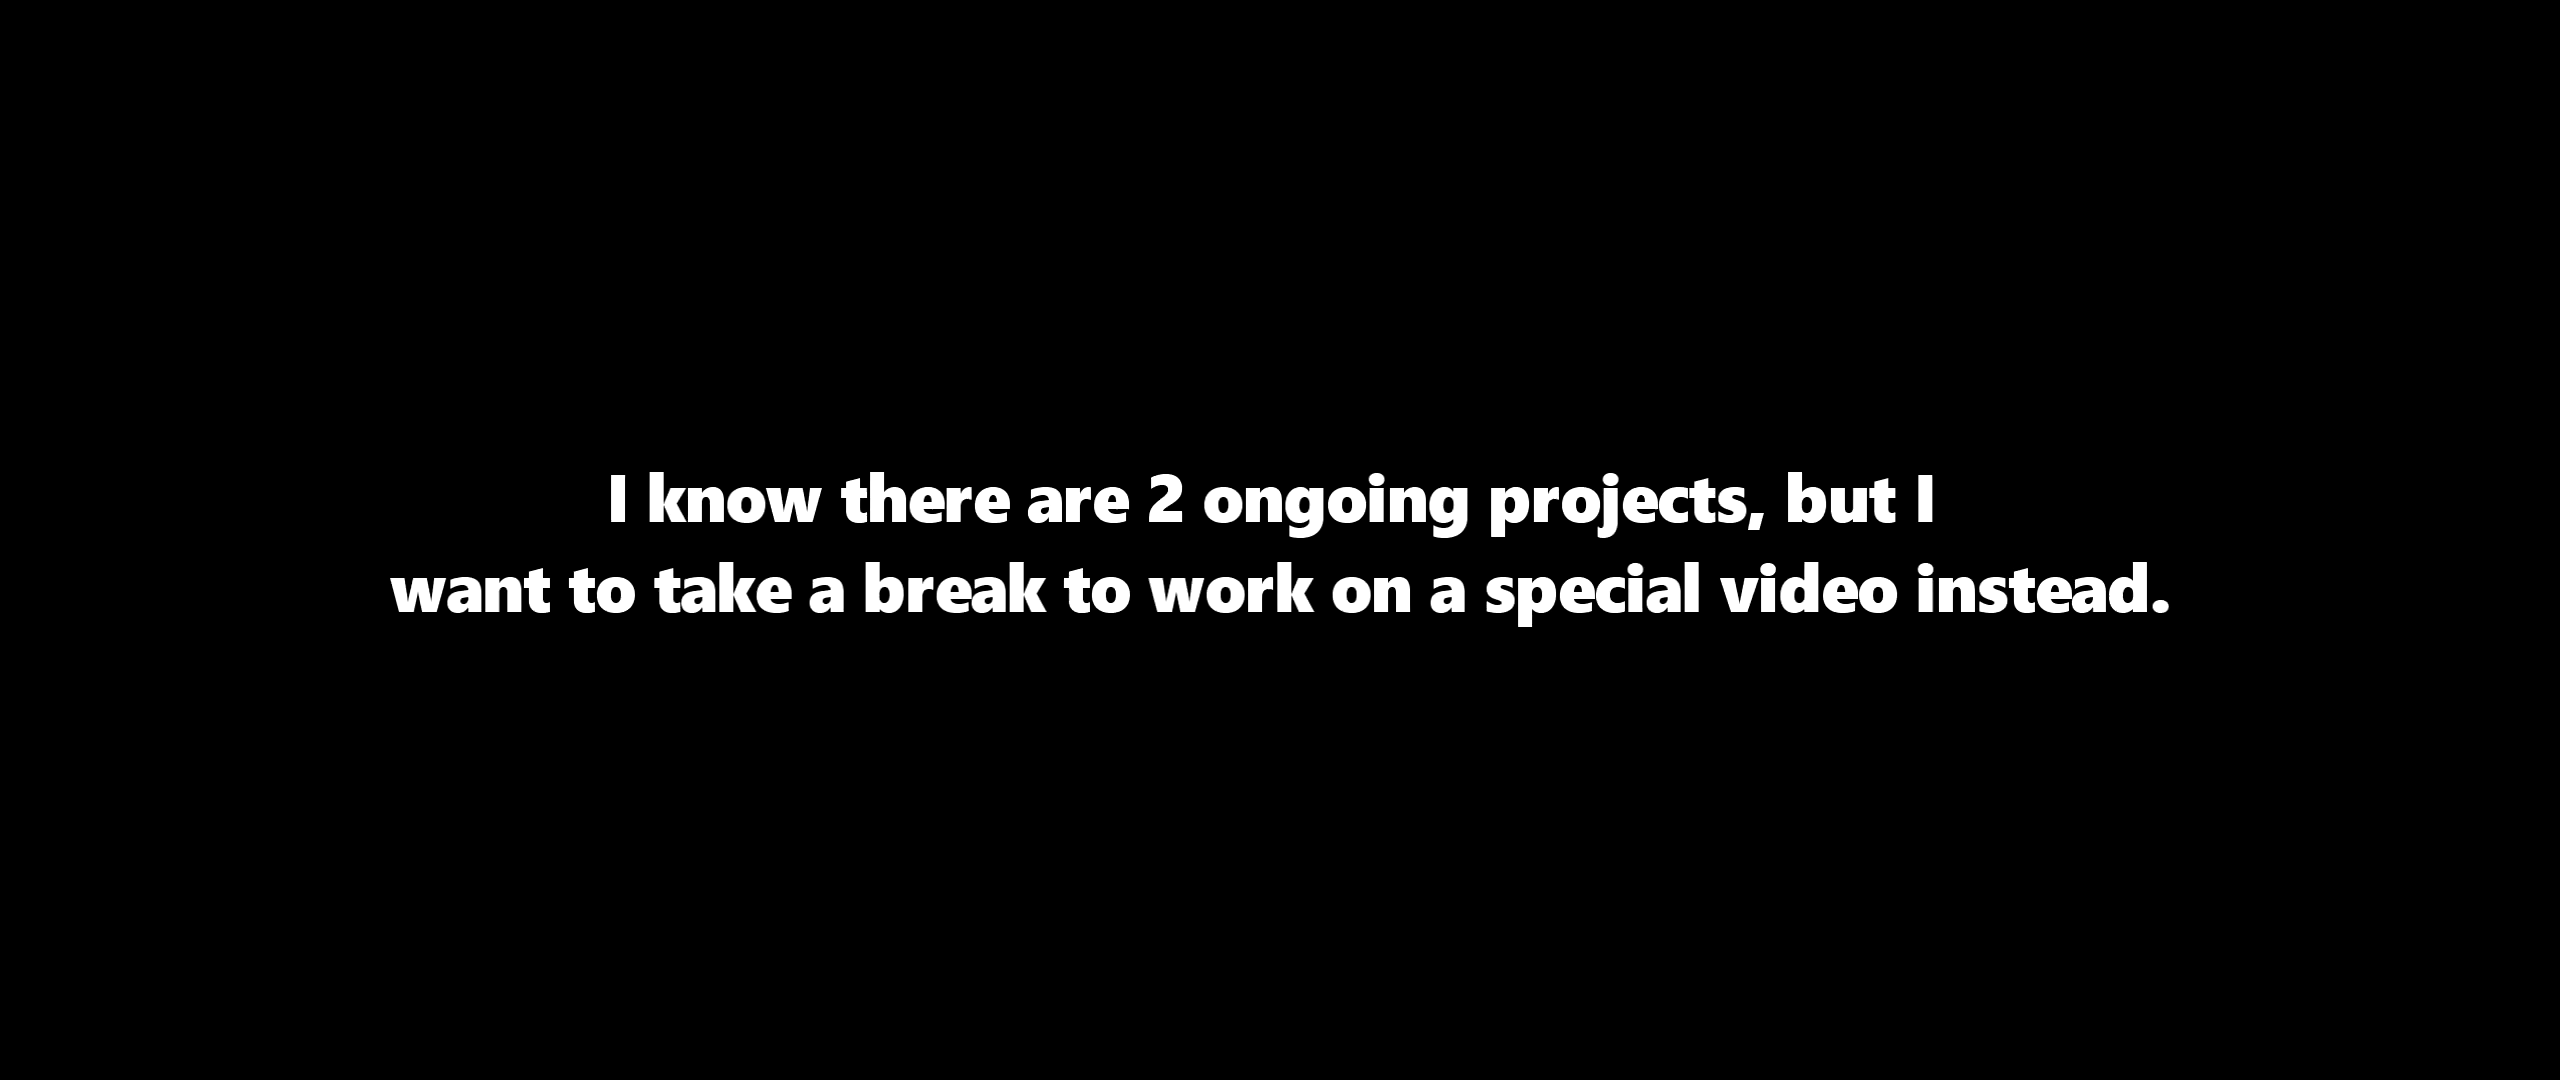 I know there are 2 ongoing projects, but I
want to take a break to work on a special video instead.